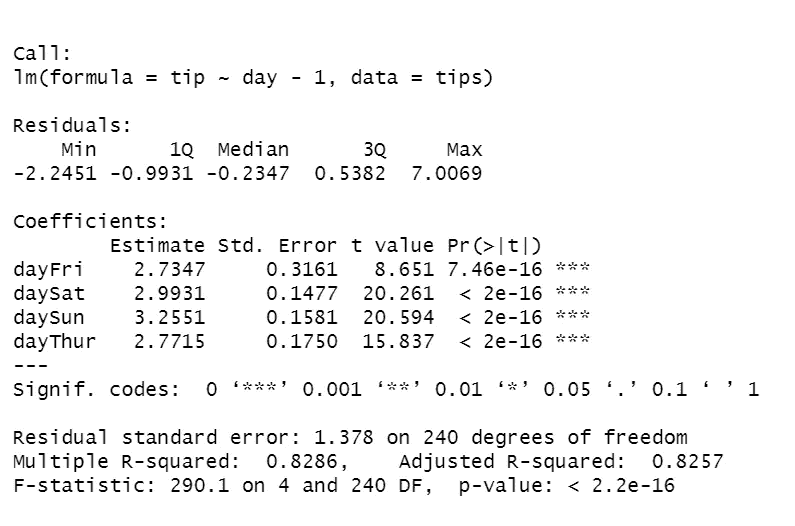 Call:
lm(formula = tip ~ day - 1, data = tips)
Residuals:
    Min      1Q  Median      3Q     Max
-2.2451 -0.9931 -0.2347  0.5382  7.0069
Coefficients:
        Estimate Std. Error t value Pr(>|t|)
dayFri    2.7347     0.3161   8.651 7.46e-16 ***
daySat    2.9931     0.1477  20.261  < 2e-16 ***
daySun    3.2551     0.1581  20.594  < 2e-16 ***
dayThur   2.7715     0.1750  15.837  < 2e-16 ***
---
Signif. codes:  0 ‘***’ 0.001 ‘**’ 0.01 ‘*’ 0.05 ‘.’ 0.1 ‘ ’ 1
Residual standard error: 1.378 on 240 degrees of freedom
Multiple R-squared:  0.8286,    Adjusted R-squared:  0.8257
F-statistic: 290.1 on 4 and 240 DF,  p-value: < 2.2e-16